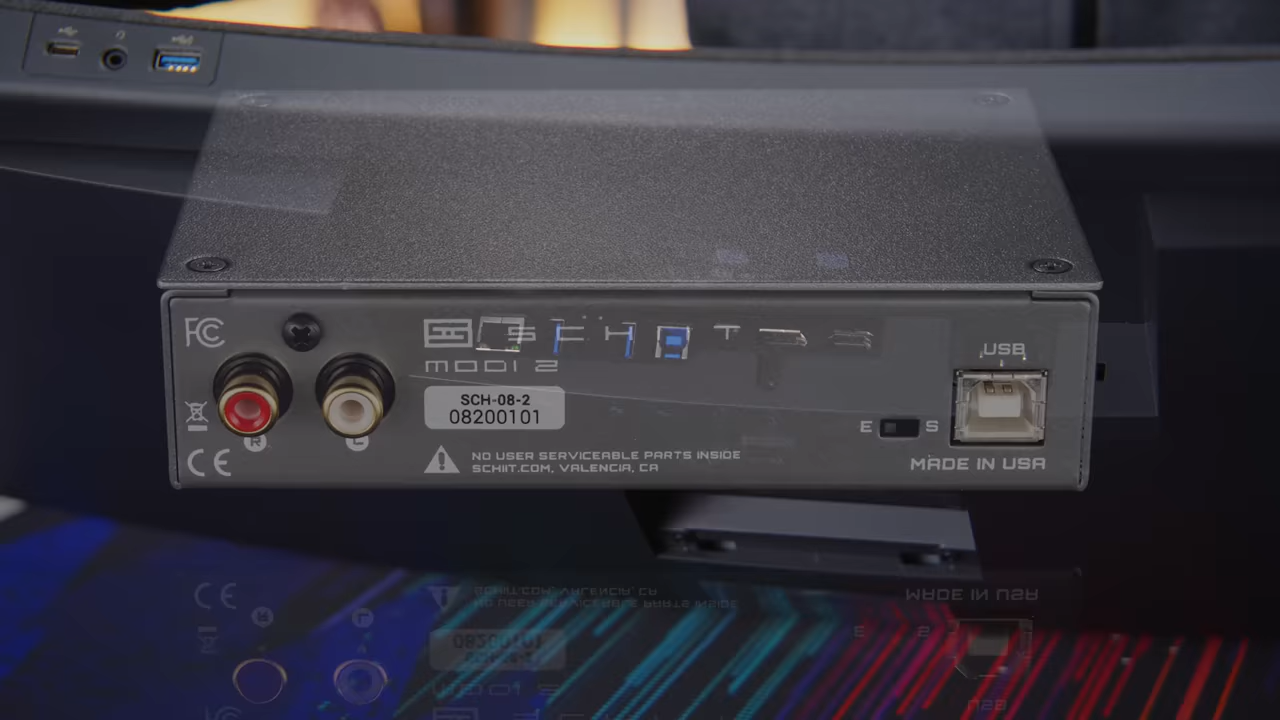 FC
SCHIIT
MODI 2
SCH-08-2
08200101
NO USER SERVICEABLE PARTS INSIDE
SCHIIT.COM, VALENCIA, CA
R
L
CE
E
S
USB
MADE IN USA